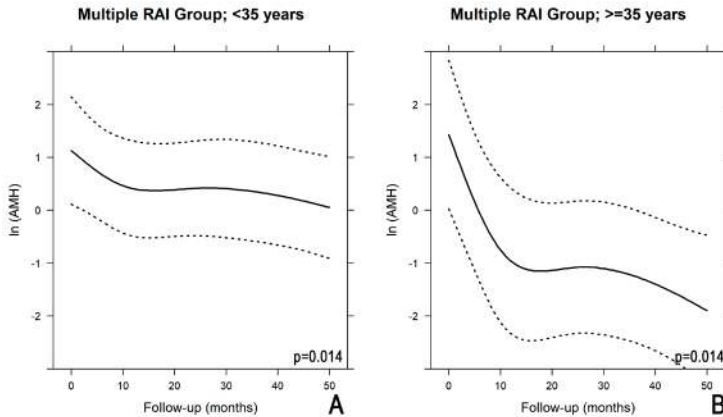 Multiple RAI Group; <35 years
2
1
0
-1
-2
ln (AMH)
0 10 20 30 40 50
Follow-up (months)
p=0.014
A
Multiple RAI Group; >=35 years
2
1
0
-1
-2
ln (AMH)
0 10 20 30 40 50
Follow-up (months)
p=0.014
B